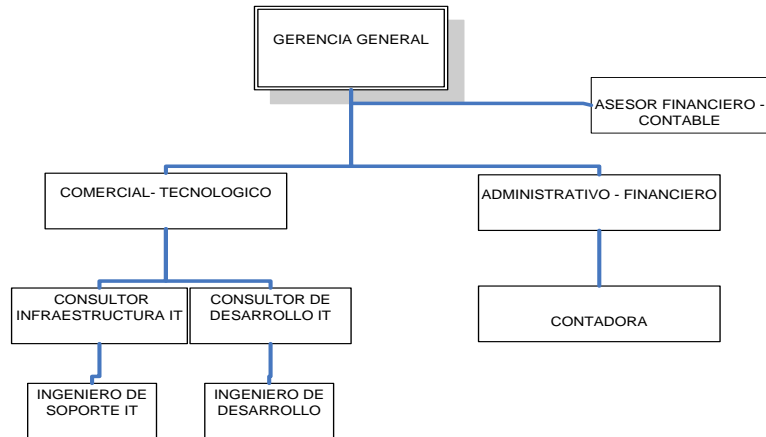 GERENCIA GENERAL
ASESOR FINANCIERO -
CONTABLE
COMERCIAL- TECNOLOGICO
ADMINISTRATIVO - FINANCIERO
CONSULTOR
INFRAESTRUCTURA IT
CONSULTOR DE
DESARROLLO IT
CONTADORA
INGENIERO DE
SOPORTE IT
INGENIERO DE
DESARROLLO